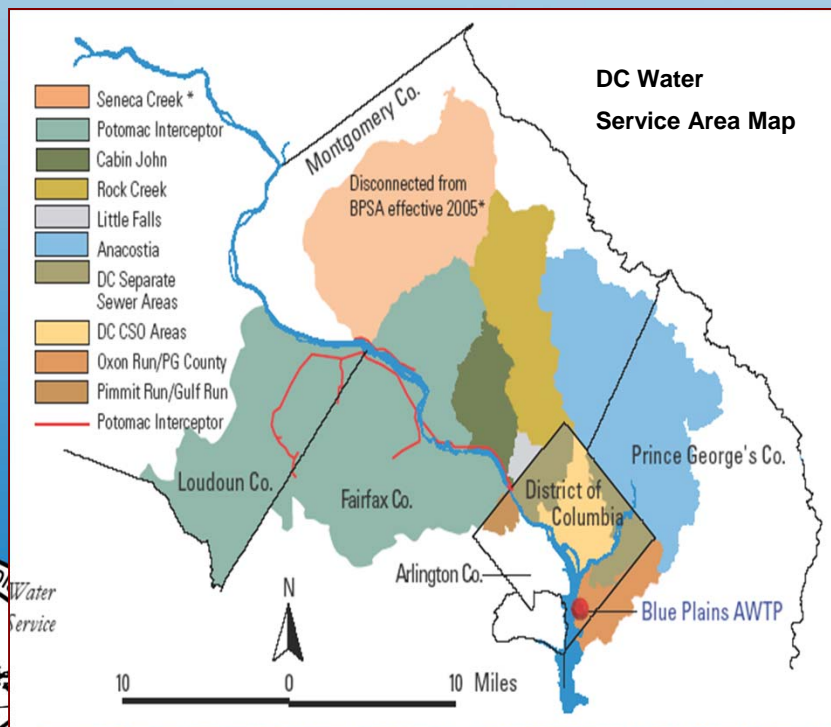 DC Water
Service Area Map
Seneca Creek *
Potomac Interceptor
Cabin John
Rock Creek
Little Falls
Anacostia
DC Separate
Sewer Areas
DC CSO Areas
Oxon Run/PG County
Pimmit Run/Gulf Run
Potomac Interceptor
Montgomery Co.
Disconnected from
BPSA effective 2005*
Prince George's Co.
Loudoun Co.
Fairfax Co.
District of
Columbia
Arlington Co.
Blue Plains AWTP
N
10 0 10 Miles
Water
Service